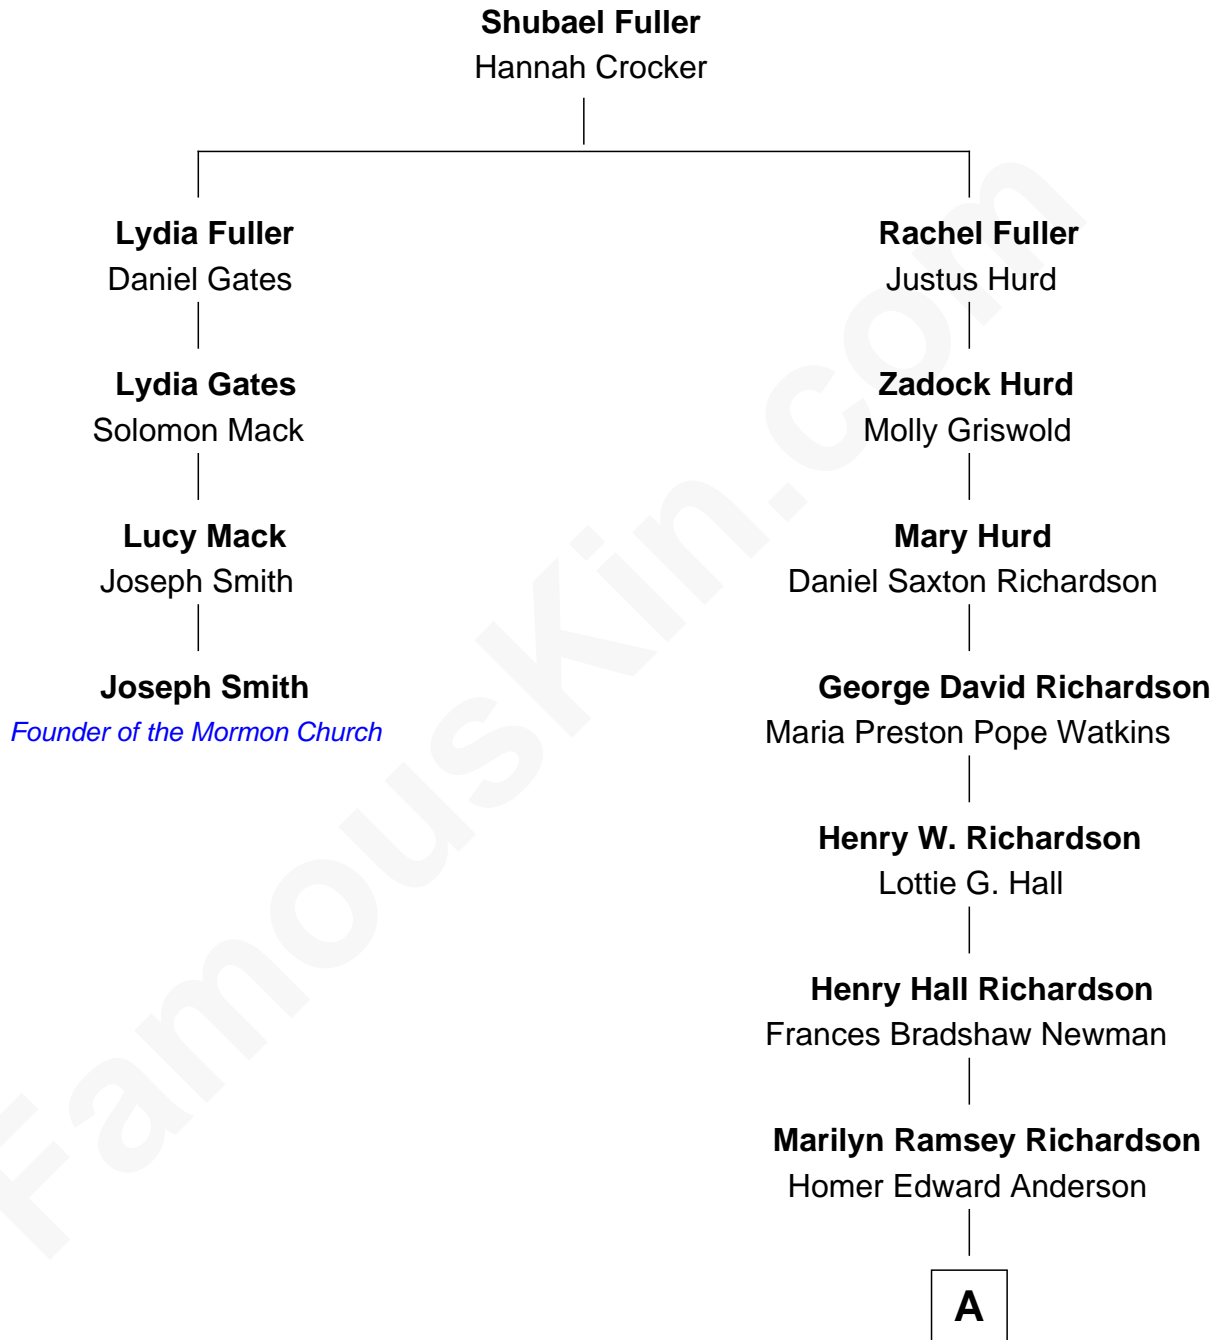 Shubael Fuller
Hannah Crocker
Lydia Fuller
Daniel Gates
Rachel Fuller
Justus Hurd
Lydia Gates
Solomon Mack
Zadock Hurd
Molly Griswold
Lucy Mack
Joseph Smith
Mary Hurd
Daniel Saxton Richardson
Joseph Smith
Founder of the Mormon Church
George David Richardson
Maria Preston Pope Watkins
Henry W. Richardson
Lottie G. Hall
Henry Hall Richardson
Frances Bradshaw Newman
Marilyn Ramsey Richardson
Homer Edward Anderson
A
FamousKin.com